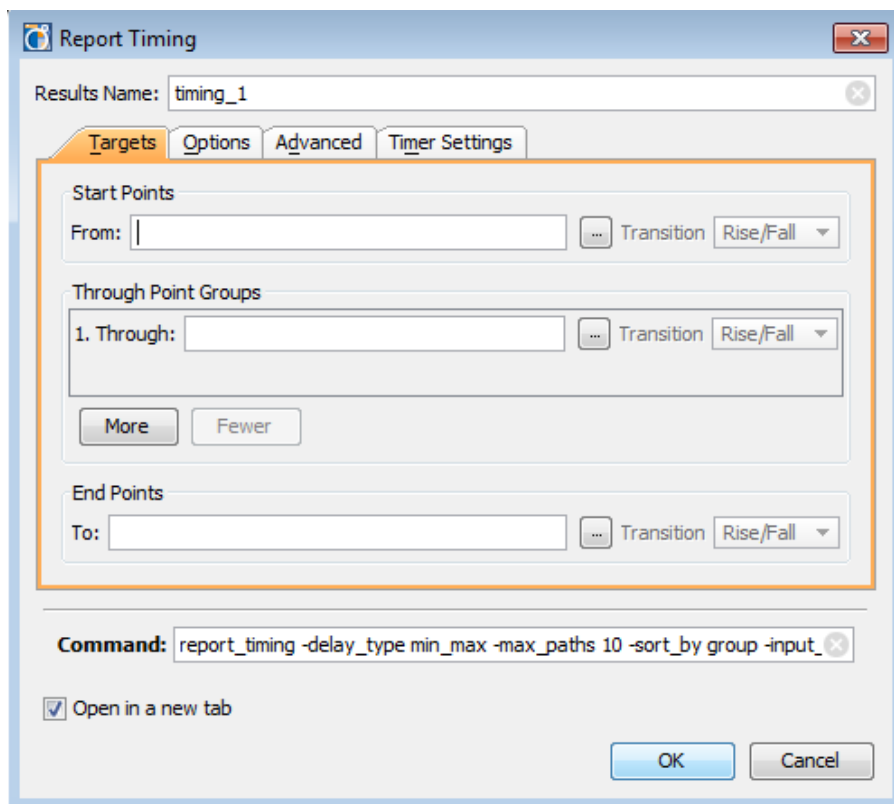 Report Timing
Results Name: timing_1
Targets Options Advanced Timer Settings
Start Points
From: ... Transition Rise/Fall
Through Point Groups
1. Through: ... Transition Rise/Fall
More Fewer
End Points
To: ... Transition Rise/Fall
Command: report_timing -delay_type min_max -max_paths 10 -sort_by group -input_
Open in a new tab
OK Cancel